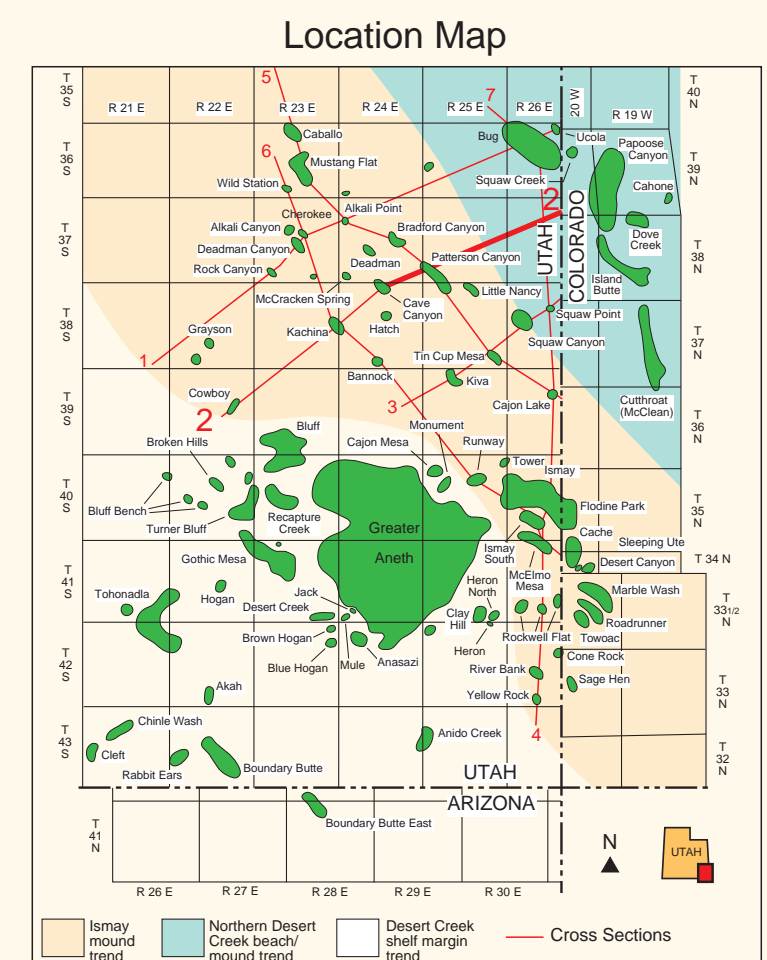 Location Map
T
35
S
R 21 E
R 22 E
5
R 23 E
R 24 E
R 25 E
7
R 26 E
20 W
R 19 W
T
40
N
T
36
S
6
Caballo
Mustang Flat
Wild Station
Bug
Ucola
Squaw Creek
Papoose
Canyon
Cahone
T
39
N
T
37
S
Cherokee
Alkali Point
Alkali Canyon
Deadman Canyon
Rock Canyon
Bradford Canyon
Deadman
Patterson Canyon
2
UTAH
COLORADO
Dove
Creek
Island
Butte
T
38
N
McCracken Spring
Cave
Canyon
Little Nancy
T
38
S
Grayson
Kachina
Hatch
Squaw Point
Squaw Canyon
T
37
N
1
Bannock
Tin Cup Mesa
Kiva
T
39
S
Cowboy
2
3
Cajon Lake
Cutthroat
(McClean)
T
36
N
Broken Hills
Bluff
Cajon Mesa
Monument
Runway
Tower
Ismay
T
40
S
Bluff Bench
Turner Bluff
Recapture
Creek
Greater
Aneth
Flodine Park
T
35
N
Gothic Mesa
Ismay
South
McElmo
Mesa
Cache
Sleeping Ute
Desert Canyon
T 34 N
T
41
S
Tohonadla
Hogan
Jack
Desert Creek
Brown Hogan
Blue Hogan
Mule
Anasazi
Clay
Hill
Heron
North
Heron
Rockwell Flat
Marble Wash
Roadrunner
Towoac
T
331/2
N
T
42
S
Akah
River Bank
Yellow Rock
Cone Rock
Sage Hen
T
33
N
T
43
S
Chinle Wash
Cleft
Rabbit Ears
Boundary Butte
Anido Creek
4
T
32
N
UTAH
ARIZONA
T
41
N
Boundary Butte East
N
UTAH
R 26 E
R 27 E
R 28 E
R 29 E
R 30 E
Ismay
mound
trend
Northern Desert
Creek beach/
mound trend
Desert Creek
shelf margin
trend
Cross Sections